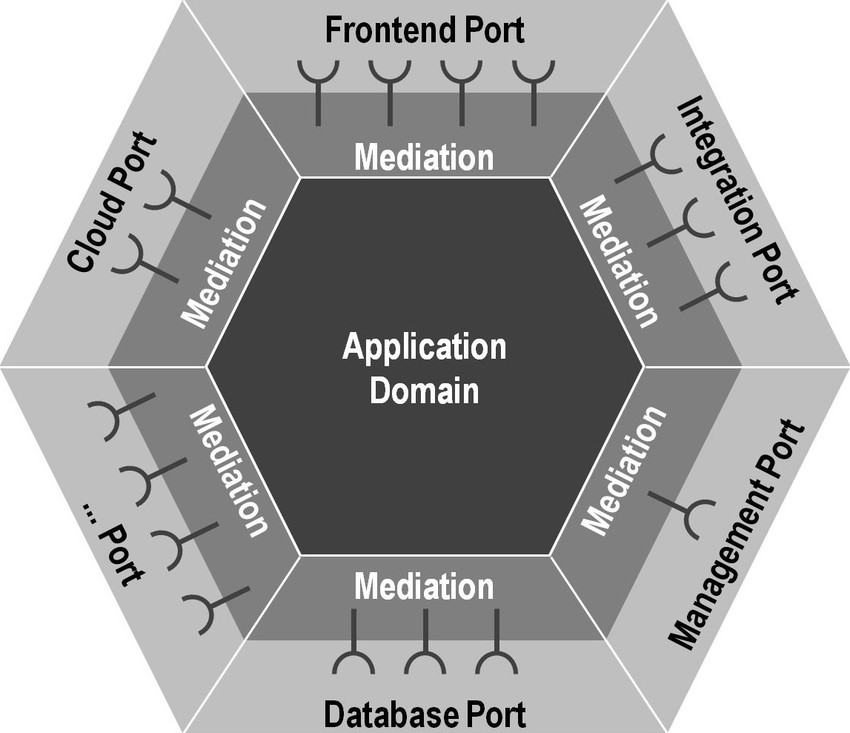 Frontend Port
Mediation
Integration Port
Mediation
Management Port
Mediation
Database Port
Mediation
... Port
Mediation
Cloud Port
Mediation
Application
Domain